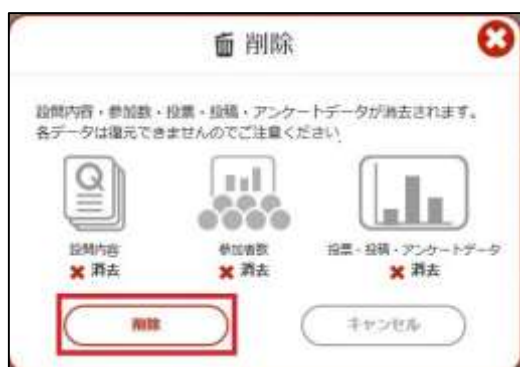 削除
設問内容・参加数・投票・投稿・アンケートデータが消去されます。
各データは復元できませんのでご注意ください
Q
設問内容
参加者数
投票・投稿・アンケートデータ
消去
消去
消去
削除
キャンセル